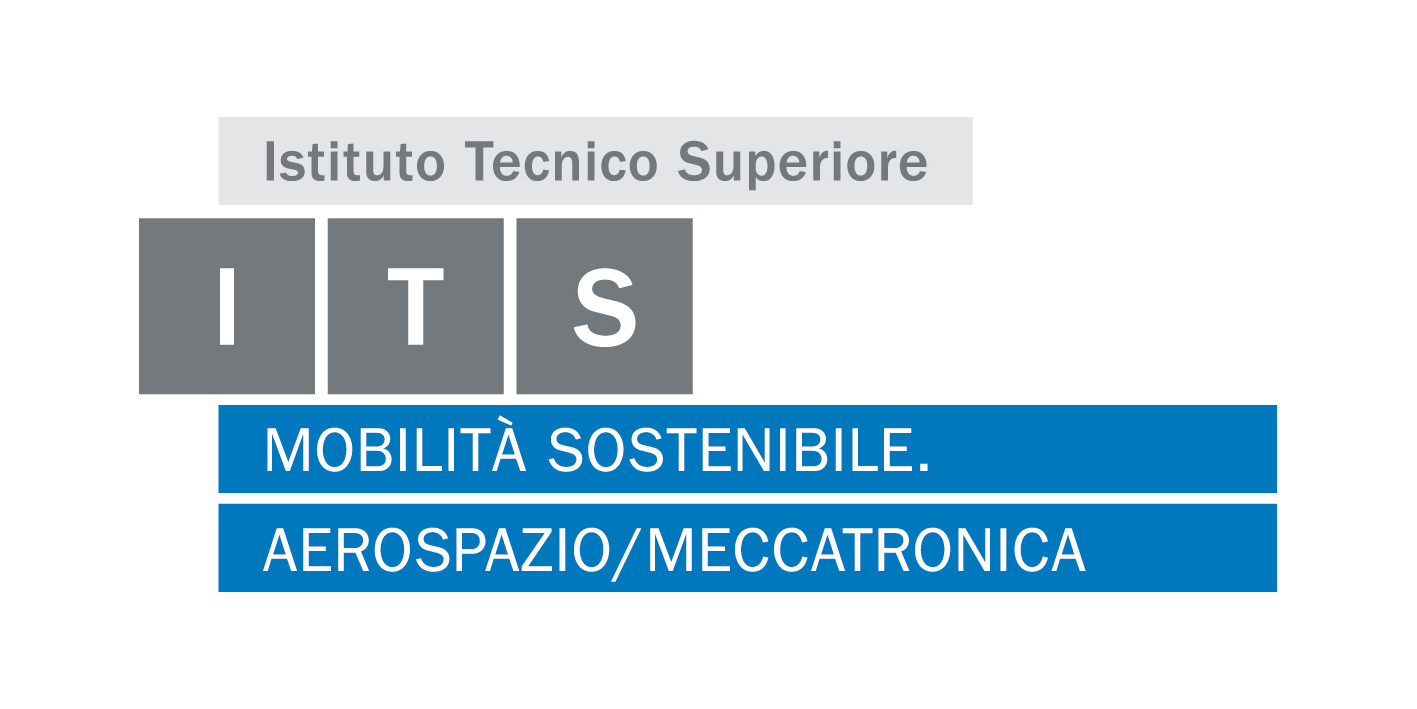 Istituto Tecnico Superiore
I T S
MOBILITÀ SOSTENIBILE.
AEROSPAZIO/MECCATRONICA